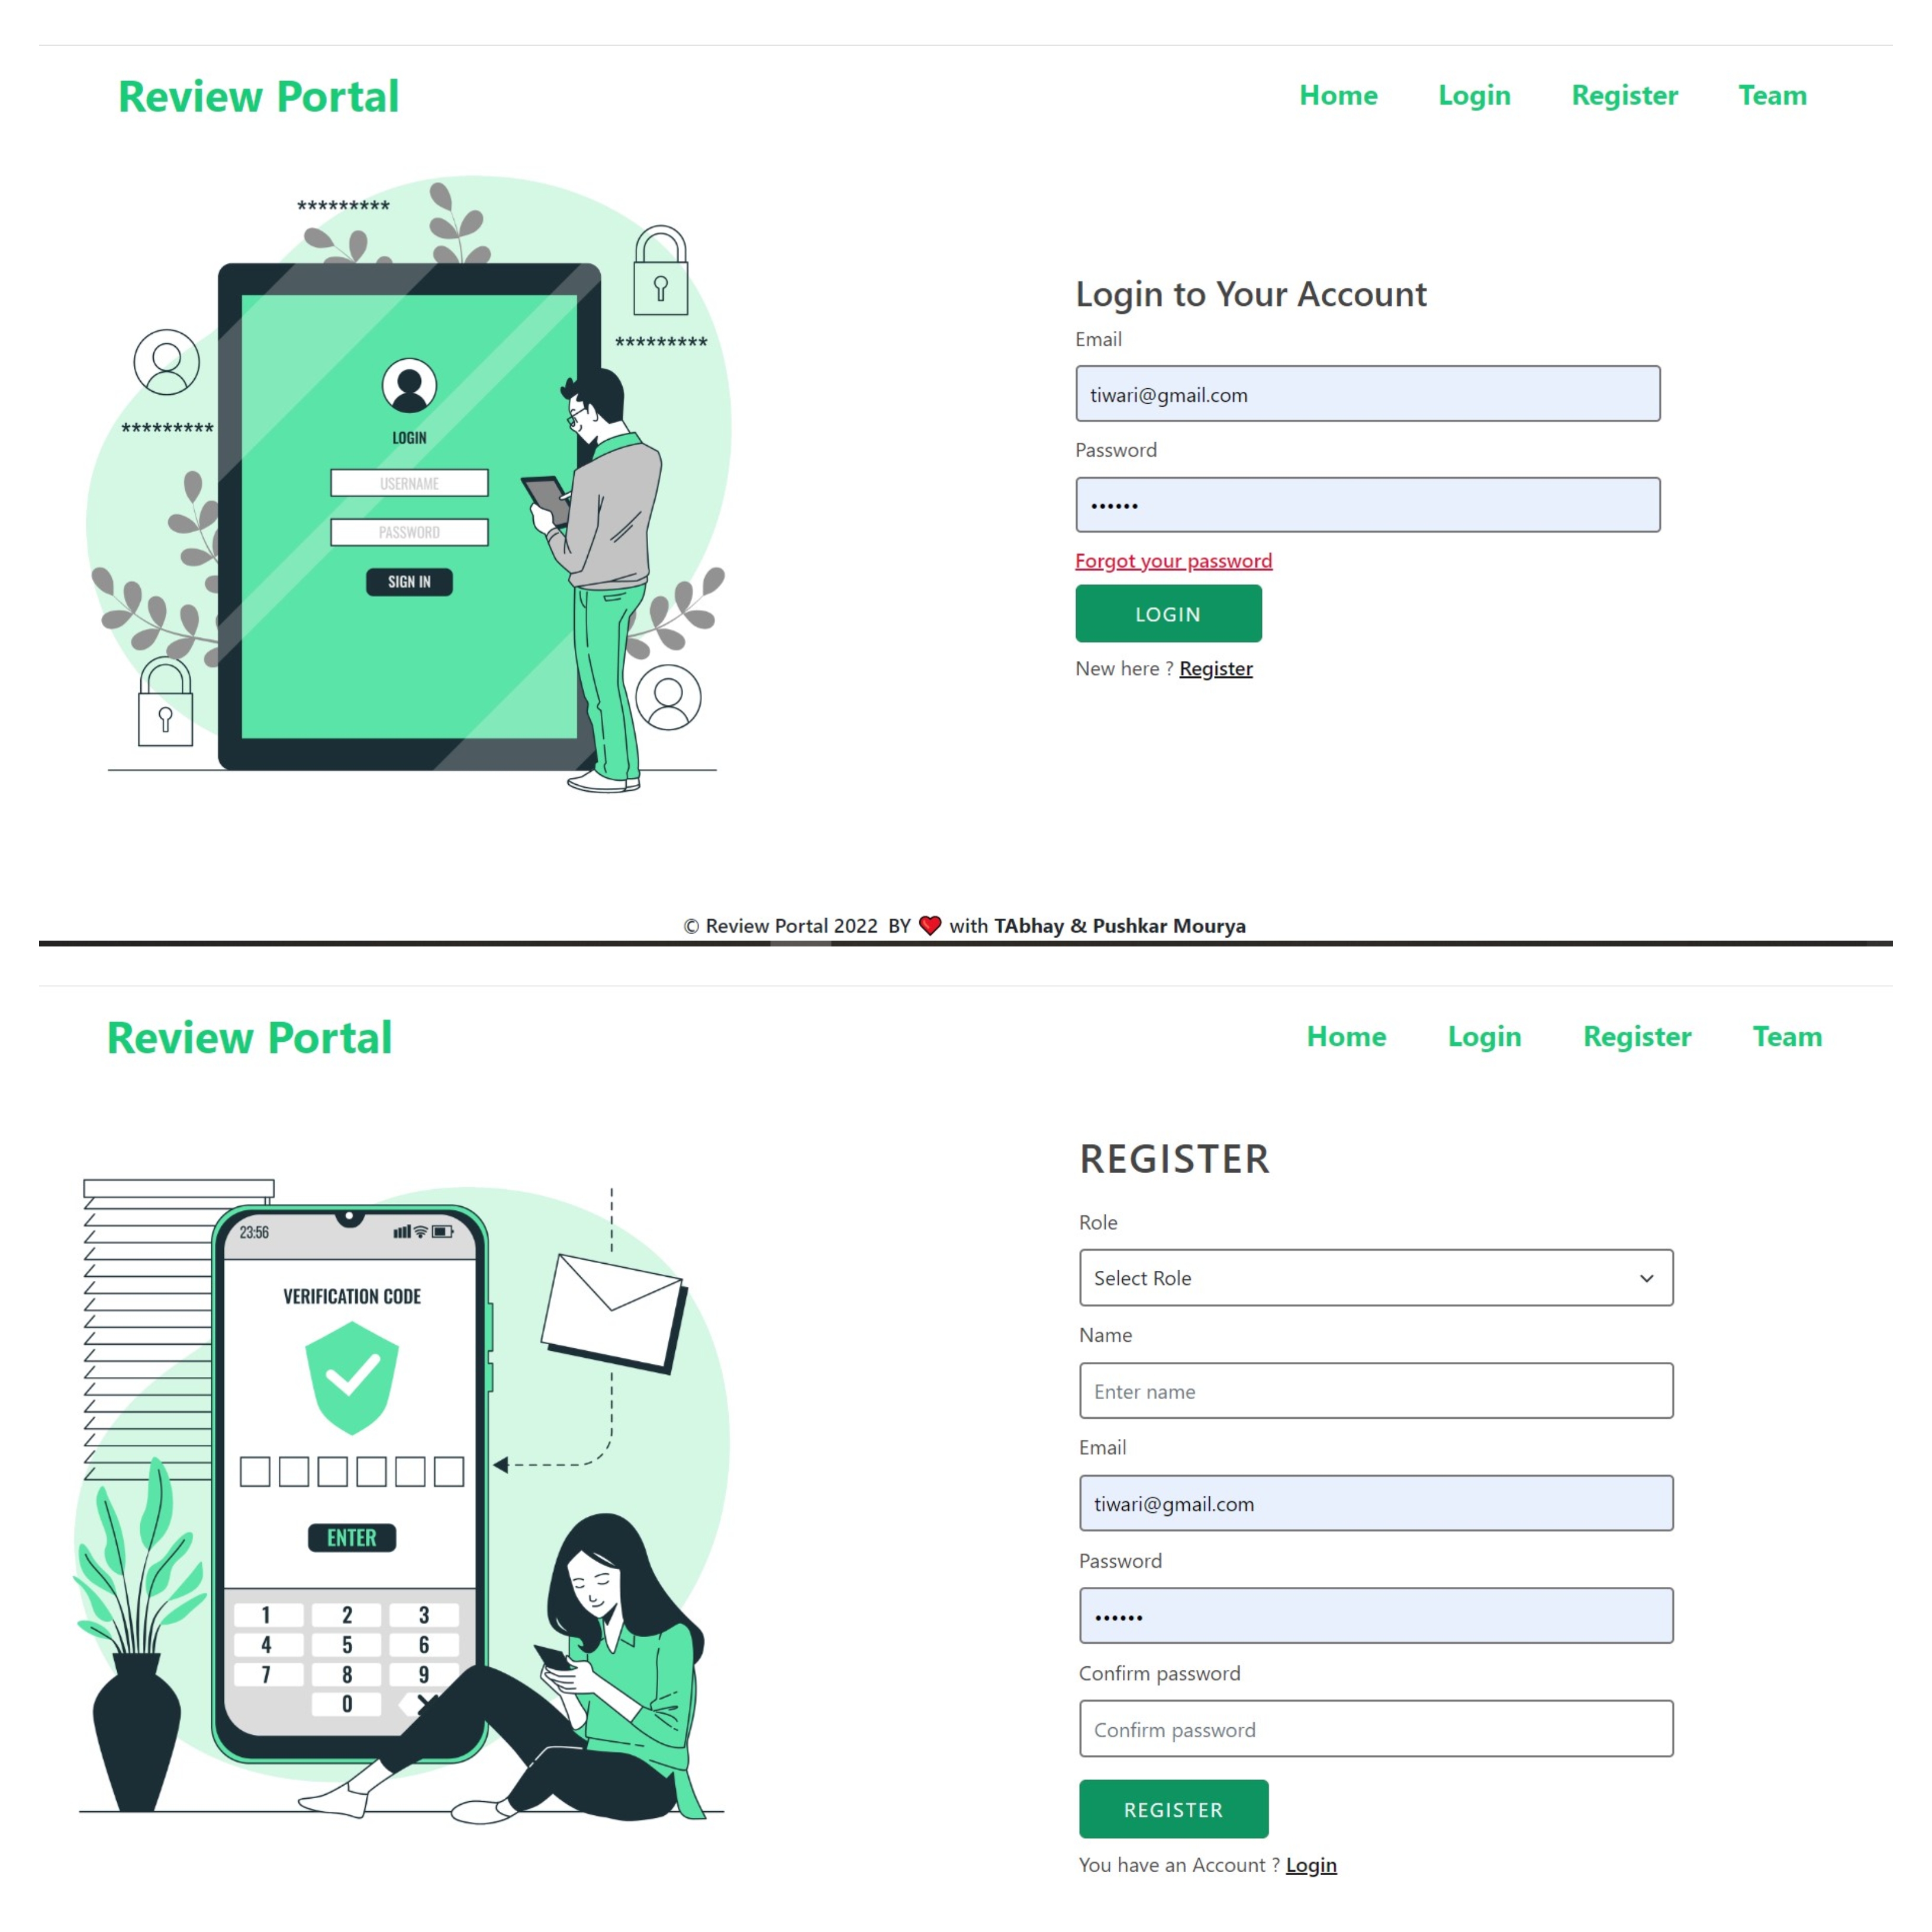 Review Portal
Home Login Register Team
*********
*********
*********
LOGIN
USERNAME
PASSWORD
SIGN IN
Login to Your Account
Email
tiwari@gmail.com
Password
••••••
Forgot your password
LOGIN
New here ? Register
© Review Portal 2022 BY ❤ with TAbhay & Pushkar Mourya
Review Portal
Home Login Register Team
23:56
VERIFICATION CODE
ENTER
1 2 3
4 5 6
7 8 9
0
REGISTER
Role
Select Role
Name
Enter name
Email
tiwari@gmail.com
Password
••••••
Confirm password
Confirm password
REGISTER
You have an Account ? Login